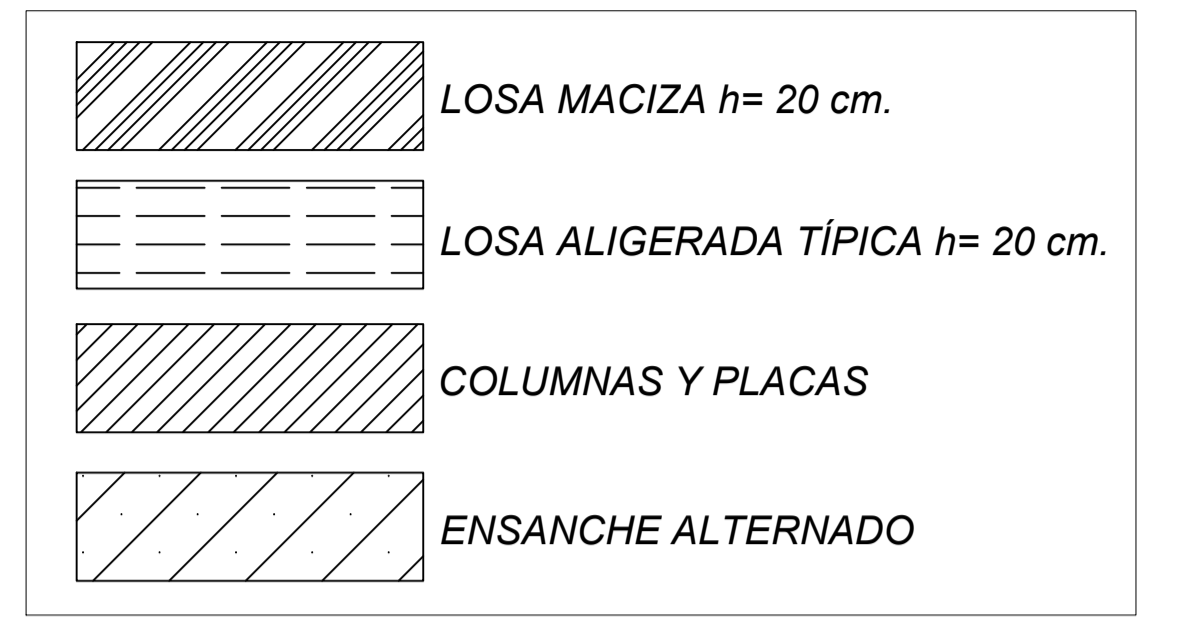 LOSA MACIZA h= 20 cm.
LOSA ALIGERADA TÍPICA h= 20 cm.
COLUMNAS Y PLACAS
ENSANCHE ALTERNADO